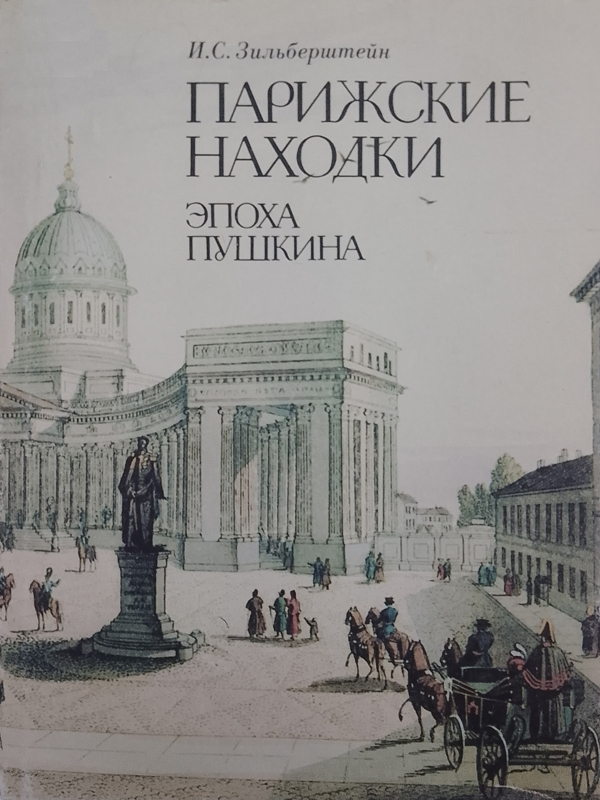 И.С. Зильберштейн
ПАРИЖСКИЕ
НАХОДКИ
ЭПОХА
ПУШКИНА